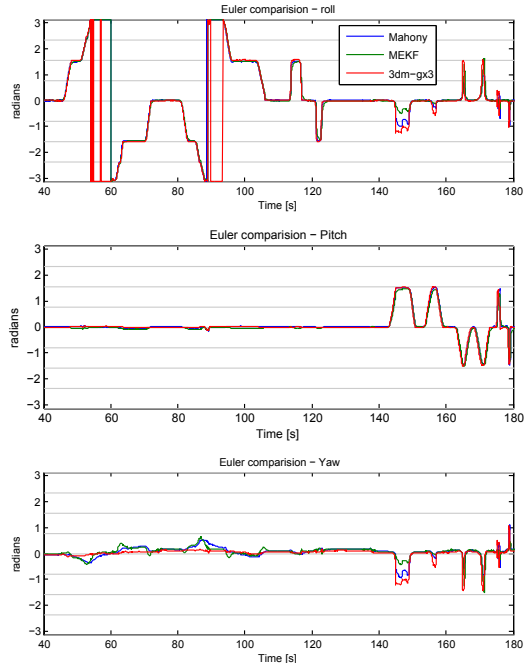 Euler comparision − roll
3
2
1
0
−1
−2
−3
radians
Mahony
MEKF
3dm−gx3
40 60 80 100 120 140 160 180
Time [s]
Euler comparision − Pitch
3
2
1
0
−1
−2
−3
radians
40 60 80 100 120 140 160 180
Time [s]
Euler comparision − Yaw
3
2
1
0
−1
−2
−3
radians
40 60 80 100 120 140 160 180
Time [s]